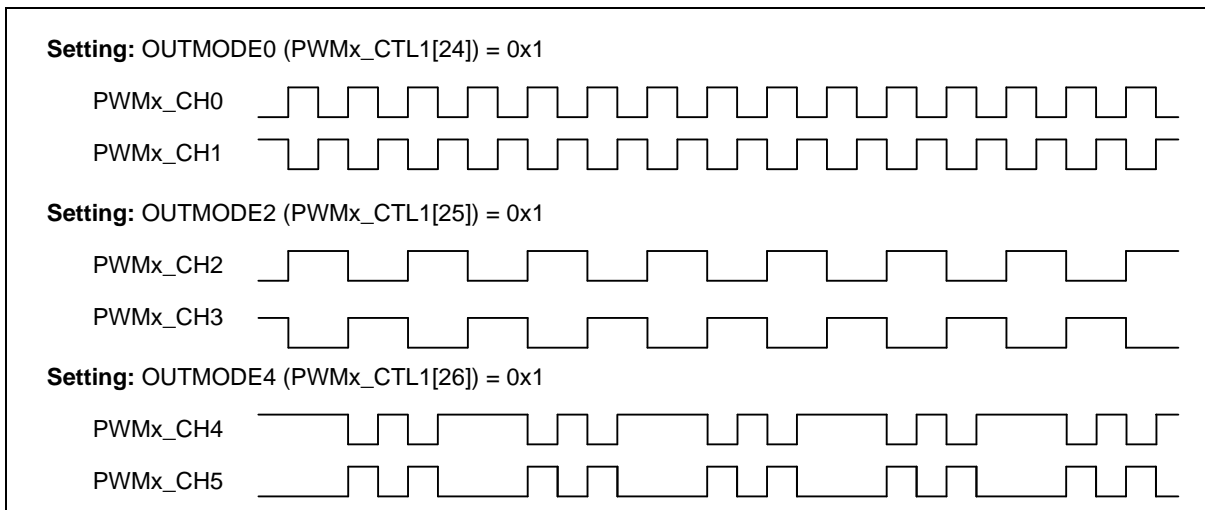 Setting: OUTMODE0 (PWMx_CTL1[24]) = 0x1
PWMx_CH0
PWMx_CH1
Setting: OUTMODE2 (PWMx_CTL1[25]) = 0x1
PWMx_CH2
PWMx_CH3
Setting: OUTMODE4 (PWMx_CTL1[26]) = 0x1
PWMx_CH4
PWMx_CH5